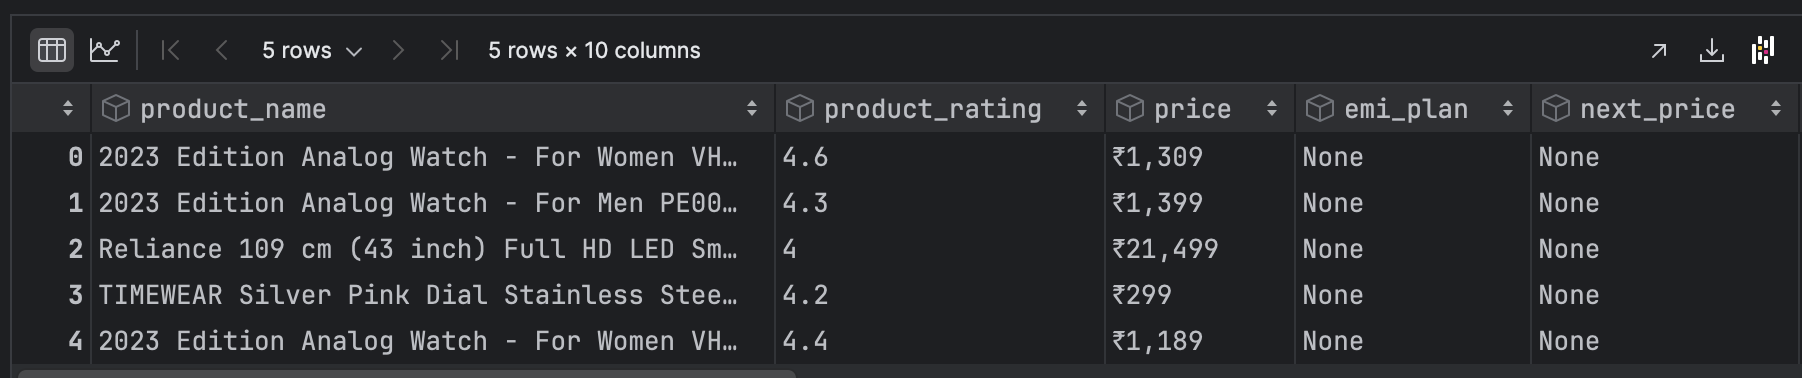 5 rows 5 rows × 10 columns
product_name product_rating price emi_plan next_price
0 2023 Edition Analog Watch - For Women VH… 4.6 ₹1,309 None None
1 2023 Edition Analog Watch - For Men PE00… 4.3 ₹1,399 None None
2 Reliance 109 cm (43 inch) Full HD LED Sm… 4 ₹21,499 None None
3 TIMEWEAR Silver Pink Dial Stainless Stee… 4.2 ₹299 None None
4 2023 Edition Analog Watch - For Women VH… 4.4 ₹1,189 None None